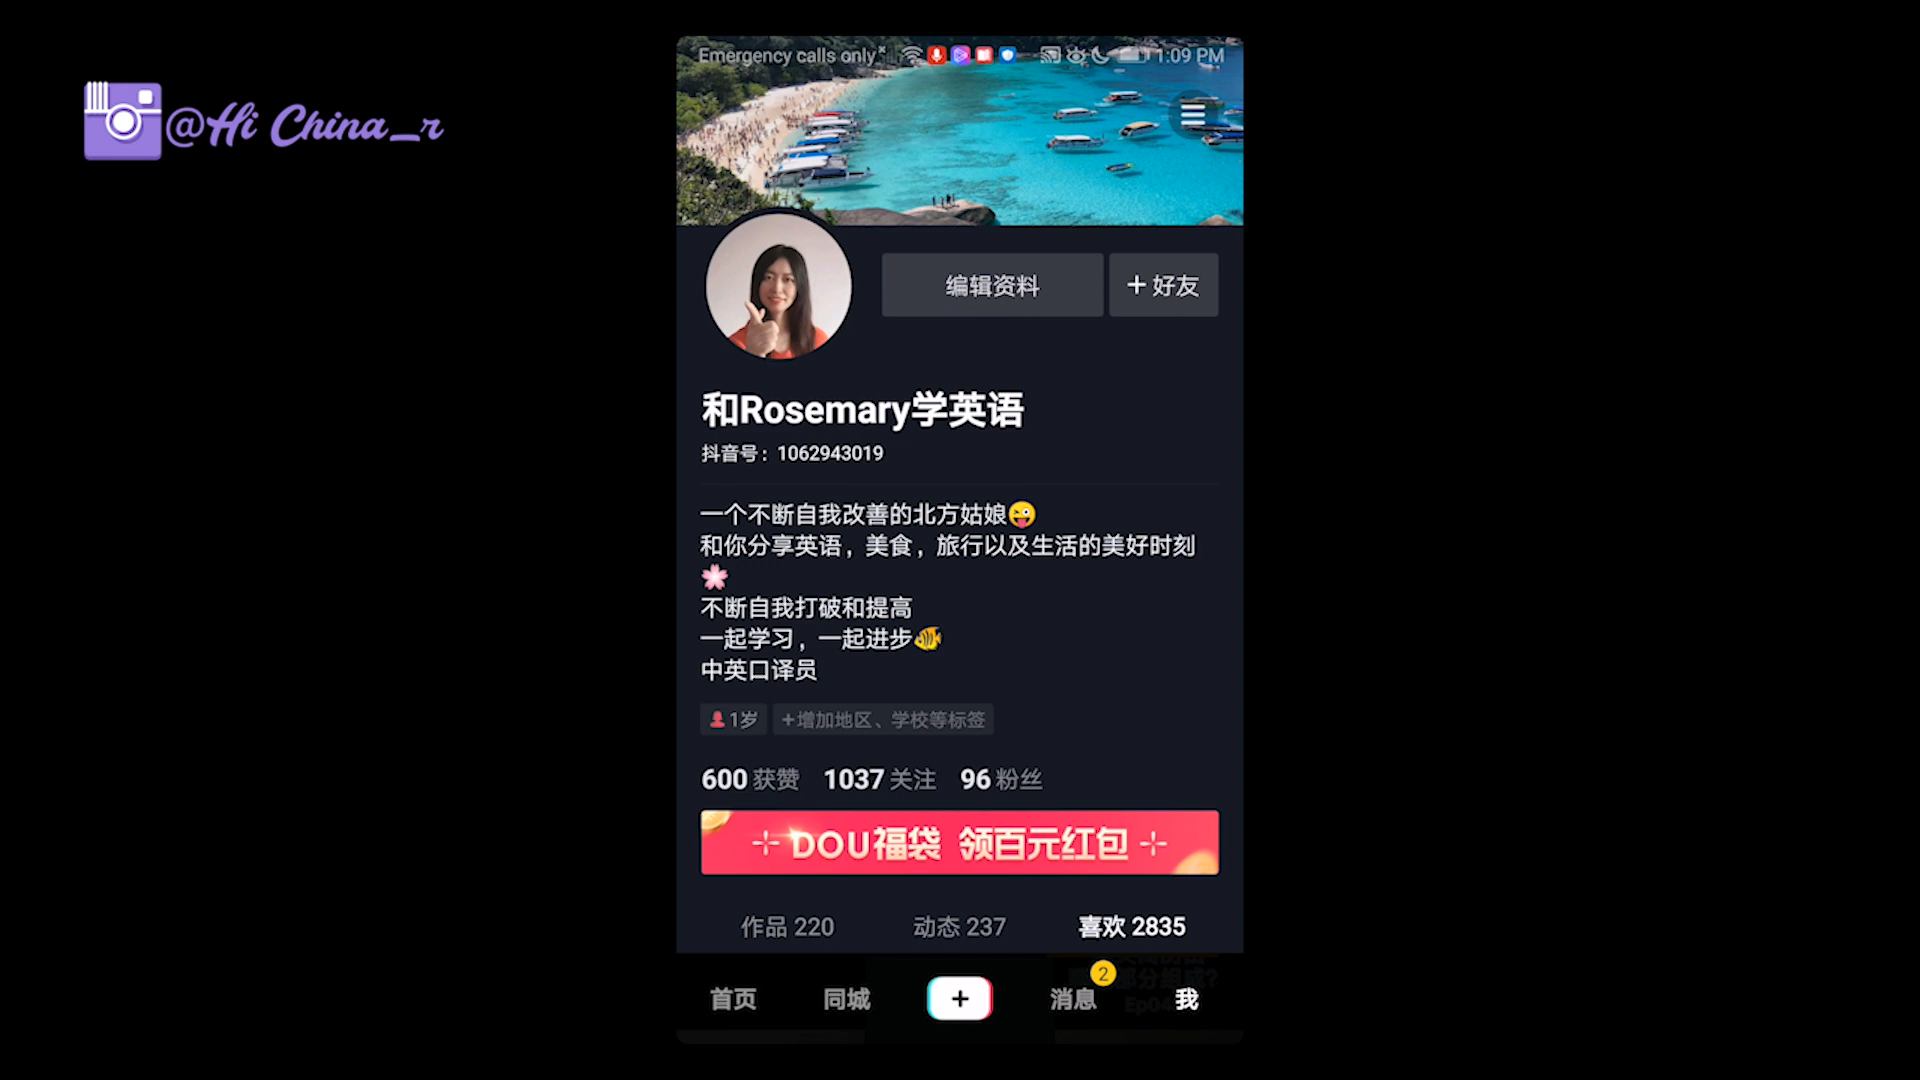 @Hi China_r
Emergency calls only
1:09 PM
编辑资料
+ 好友
和Rosemary学英语
抖音号：1062943019
一个不断自我改善的北方姑娘😜
和你分享英语，美食，旅行以及生活的美好时刻
🌸
不断自我打破和提高
一起学习，一起进步🐠
中英口译员
1岁
+增加地区、学校等标签
600 获赞 1037 关注 96 粉丝
DOU福袋 领百元红包
作品 220 动态 237 喜欢 2835
首页 同城 + 消息 2 我